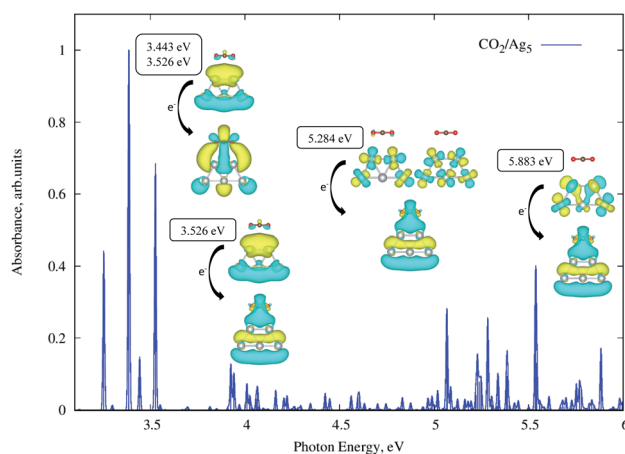 CO₂/Ag₅
3.443 eV
3.526 eV
e⁻
5.284 eV
e⁻
5.883 eV
e⁻
3.526 eV
e⁻
Absorbance, arb.units
1
0.8
0.6
0.4
0.2
0
3.5
4
4.5
5
5.5
6
Photon Energy, eV